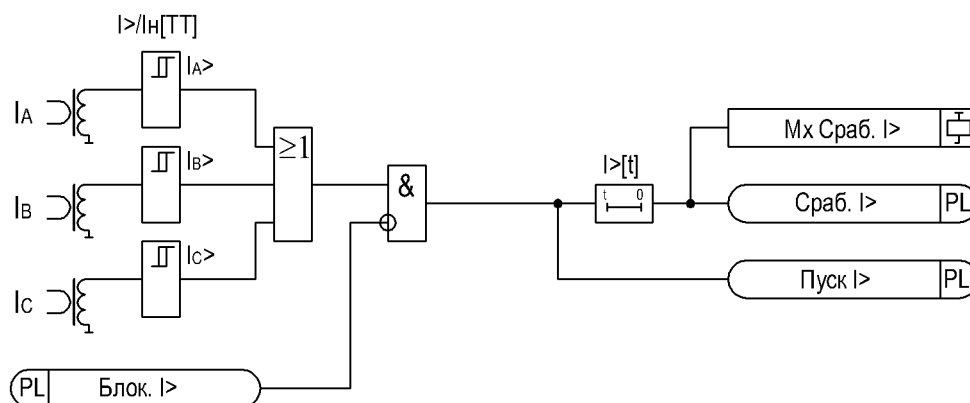 I>/Iн[ТТ]
IA IA>
IB IB>
IC IC>
≥1
&
I>[t]
t 0
Мх Сраб. I>
Сраб. I> PL
Пуск I> PL
PL Блок. I>